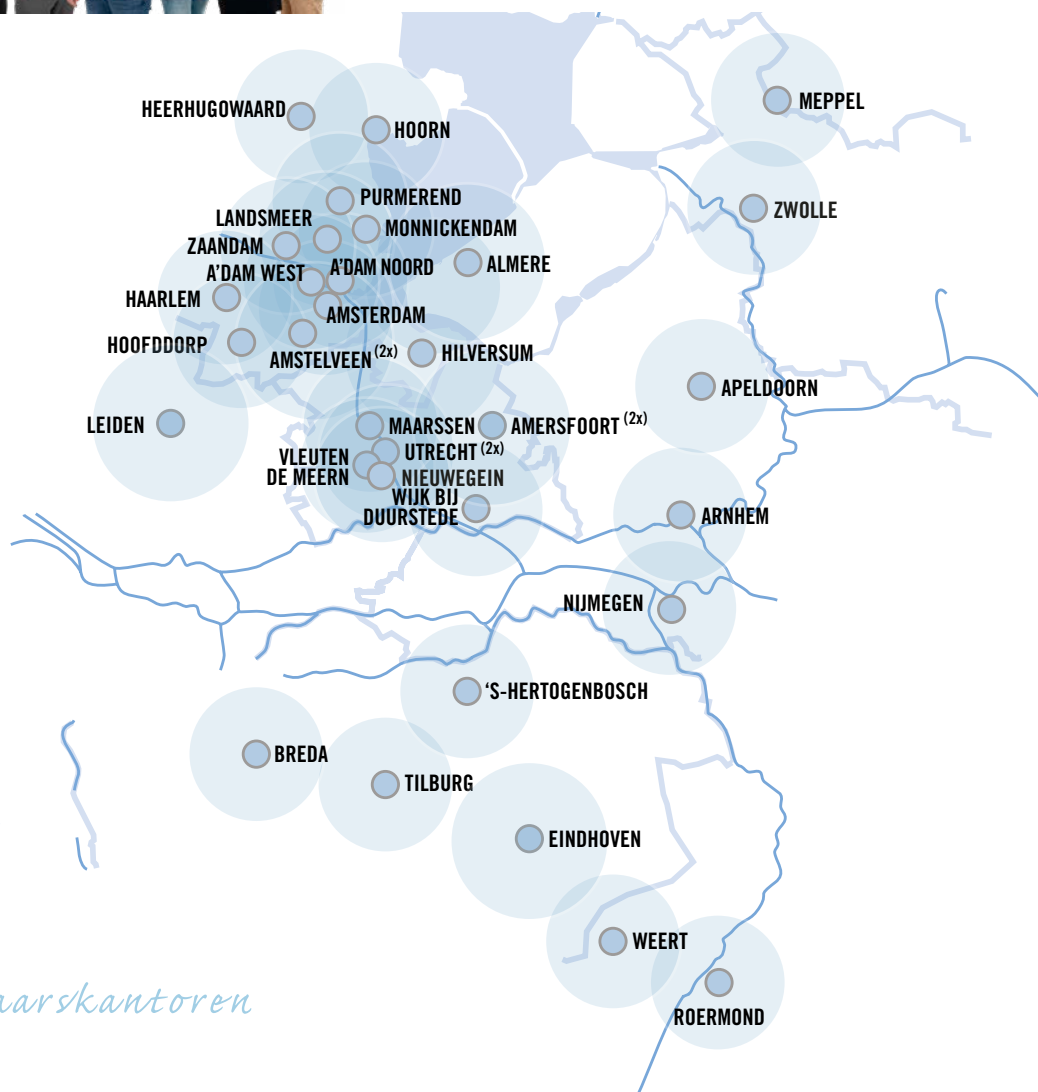 HEERHUGOWAARD
HOORN
MEPPEL
PURMEREND
ZWOLLE
LANDSMEER
MONNICKENDAM
ZAANDAM
A'DAM WEST
A'DAM NOORD
ALMERE
HAARLEM
AMSTERDAM
HOOFDDORP
AMSTELVEEN (2x)
HILVERSUM
APELDOORN
LEIDEN
MAARSSEN
AMERSFOORT (2x)
UTRECHT (2x)
VLEUTEN
DE MEERN
NIEUWEGEIN
WIJK BIJ
DUURSTEDE
ARNHEM
NIJMEGEN
‘S-HERTOGENBOSCH
BREDA
TILBURG
EINDHOVEN
WEERT
ROERMOND
aarskantoren